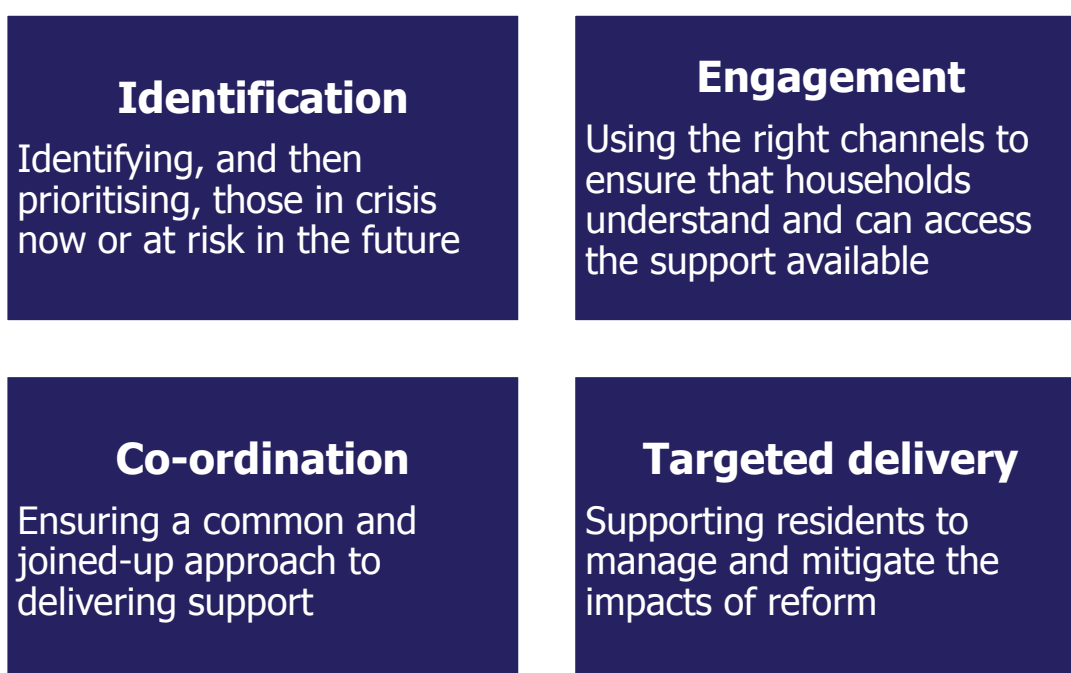 Identification
Identifying, and then
prioritising, those in crisis
now or at risk in the future
Engagement
Using the right channels to
ensure that households
understand and can access
the support available
Co-ordination
Ensuring a common and
joined-up approach to
delivering support
Targeted delivery
Supporting residents to
manage and mitigate the
impacts of reform